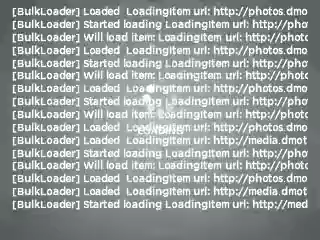 [BulkLoader] Loaded LoadingItem url: http://photos.dmo
[BulkLoader] Started loading LoadingItem url: http://phot
[BulkLoader] Will load item: LoadingItem url: http://photo
[BulkLoader] Loaded LoadingItem url: http://photos.dmo
[BulkLoader] Started loading LoadingItem url: http://phot
[BulkLoader] Will load item: LoadingItem url: http://photo
[BulkLoader] Loaded LoadingItem url: http://photos.dmo
[BulkLoader] Started loading LoadingItem url: http://phot
[BulkLoader] Will load item: LoadingItem url: http://photo
[BulkLoader] Loaded LoadingItem url: http://photos.dmo
LOADING
[BulkLoader] Loaded LoadingItem url: http://media.dmot
[BulkLoader] Started loading LoadingItem url: http://phot
[BulkLoader] Will load item: LoadingItem url: http://photo
[BulkLoader] Loaded LoadingItem url: http://photos.dmo
[BulkLoader] Loaded LoadingItem url: http://media.dmot
[BulkLoader] Started loading LoadingItem url: http://med